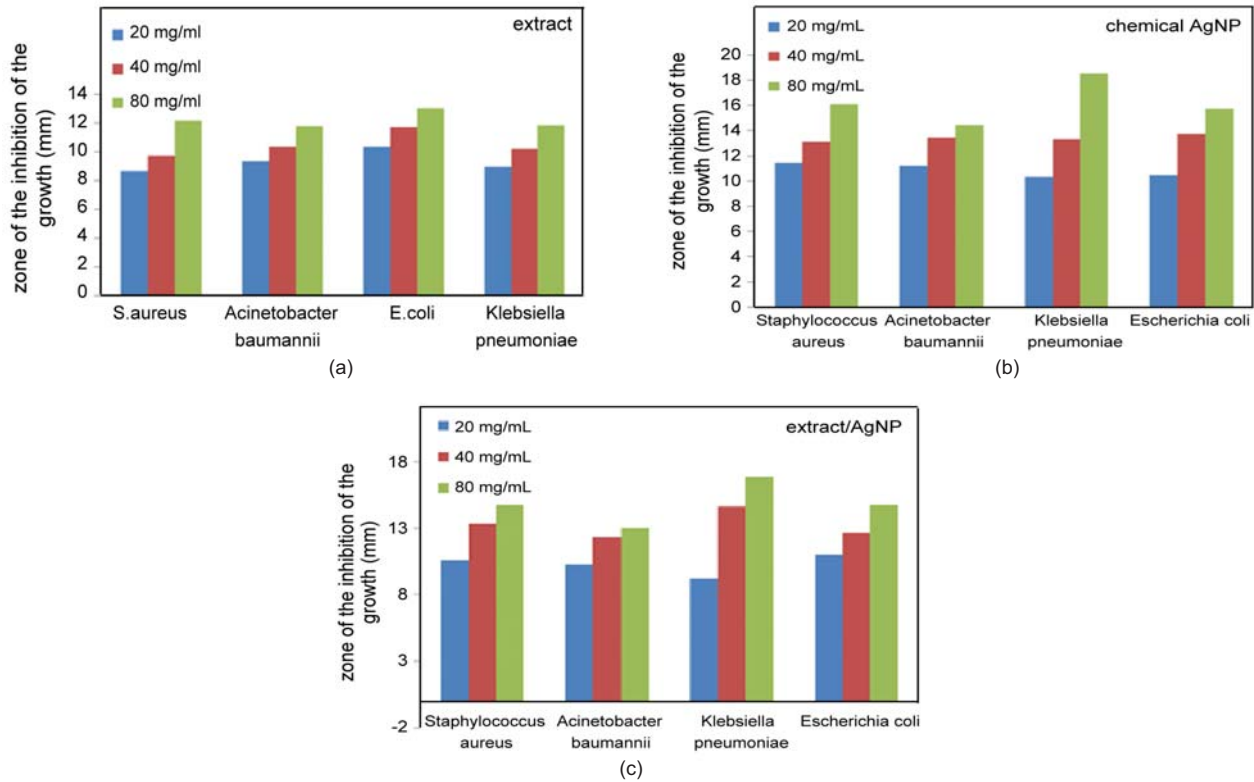 extract
20 mg/ml
40 mg/ml
80 mg/ml
zone of the inhibition of the
growth (mm)
14
12
10
8
6
4
2
0
S.aureus
Acinetobacter
baumannii
E.coli
Klebsiella
pneumoniae
(a)
chemical AgNP
20 mg/mL
40 mg/mL
80 mg/mL
zone of the inhibition of the
growth (mm)
20
18
16
14
12
10
8
6
4
2
0
Staphylococcus
aureus
Acinetobacter
baumannii
Klebsiella
pneumoniae
Escherichia coli
(b)
extract/AgNP
20 mg/mL
40 mg/mL
80 mg/mL
zone of the inhibition of the
growth (mm)
18
13
8
3
-2
Staphylococcus
aureus
Acinetobacter
baumannii
Klebsiella
pneumoniae
Escherichia coli
(c)